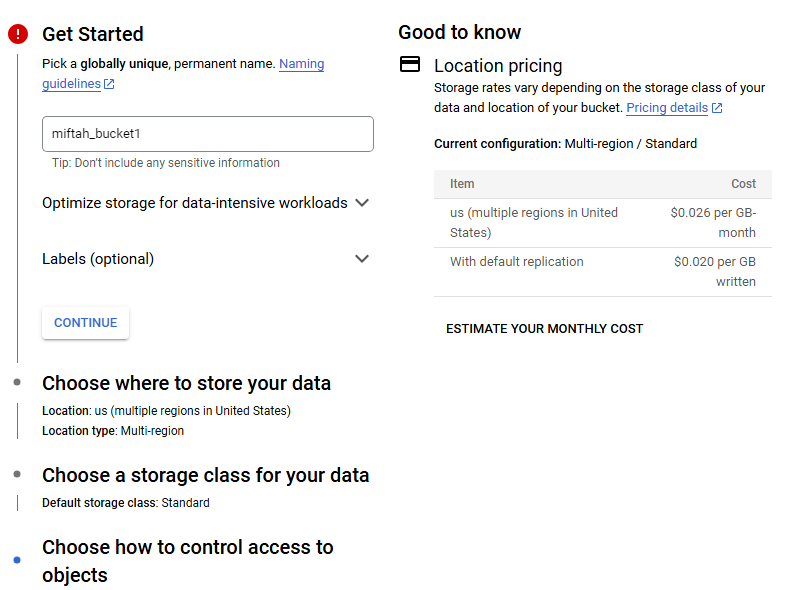 Get Started
Pick a globally unique, permanent name. Naming
guidelines
miftah_bucket1
Tip: Don't include any sensitive information
Optimize storage for data-intensive workloads
Labels (optional)
CONTINUE
Choose where to store your data
Location: us (multiple regions in United States)
Location type: Multi-region
Choose a storage class for your data
Default storage class: Standard
Choose how to control access to
objects
Good to know
Location pricing
Storage rates vary depending on the storage class of your
data and location of your bucket. Pricing details
Current configuration: Multi-region / Standard
Item Cost
us (multiple regions in United $0.026 per GB-
States) month
With default replication $0.020 per GB
written
ESTIMATE YOUR MONTHLY COST